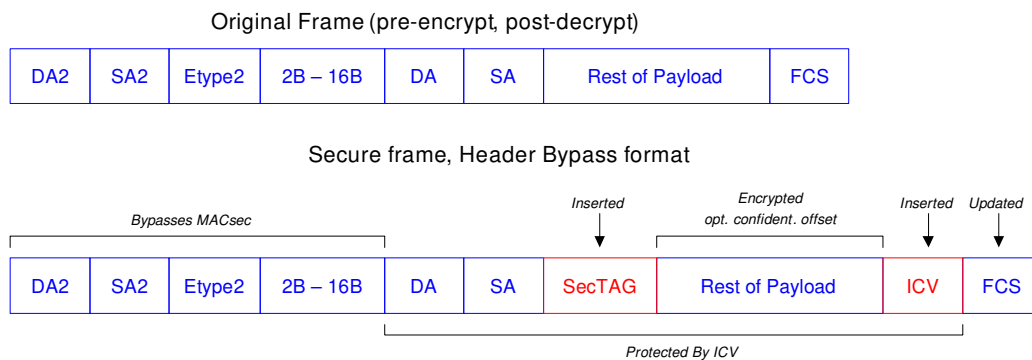 Original Frame (pre-encrypt, post-decrypt)
DA2 SA2 Etype2 2B – 16B DA SA Rest of Payload FCS
Secure frame, Header Bypass format
Bypasses MACsec Inserted Encrypted Inserted Updated
opt. confident. offset
DA2 SA2 Etype2 2B – 16B DA SA SecTAG Rest of Payload ICV FCS
Protected By ICV